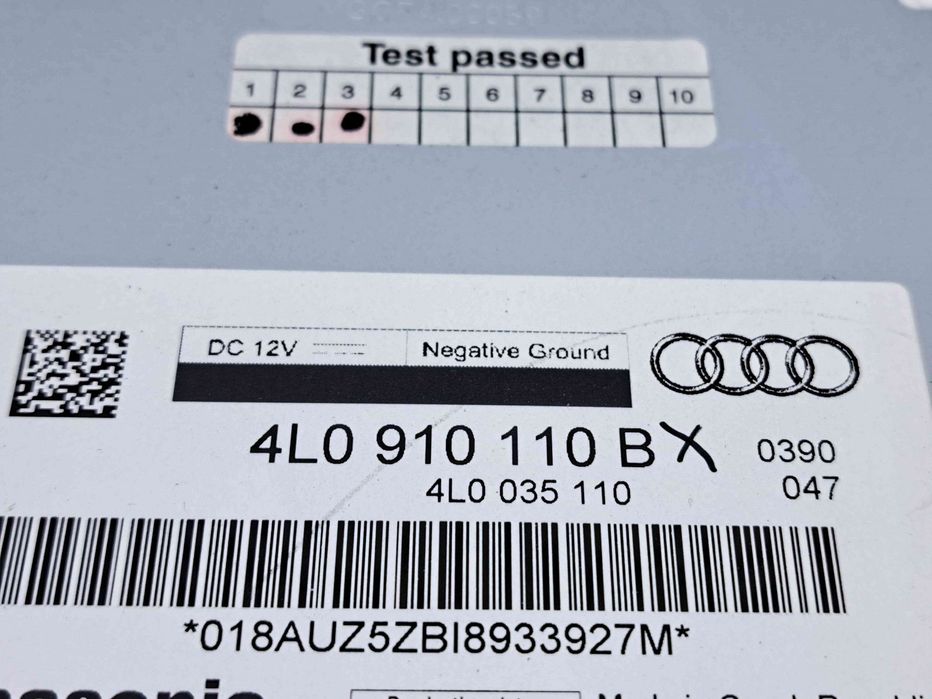 Test passed
1 2 3 4 5 6 7 8 9 10
DC 12V Negative Ground
4L0 910 110 B X 0390
4L0 035 110 047
*018AUZ5ZBI8933927M*